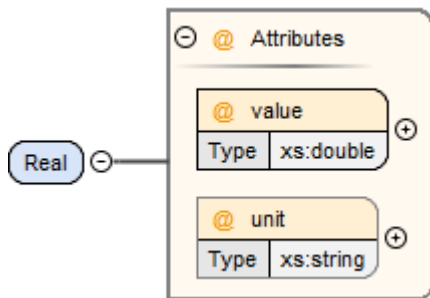 @ Attributes
@ value
Type xs:double
Real
@ unit
Type xs:string